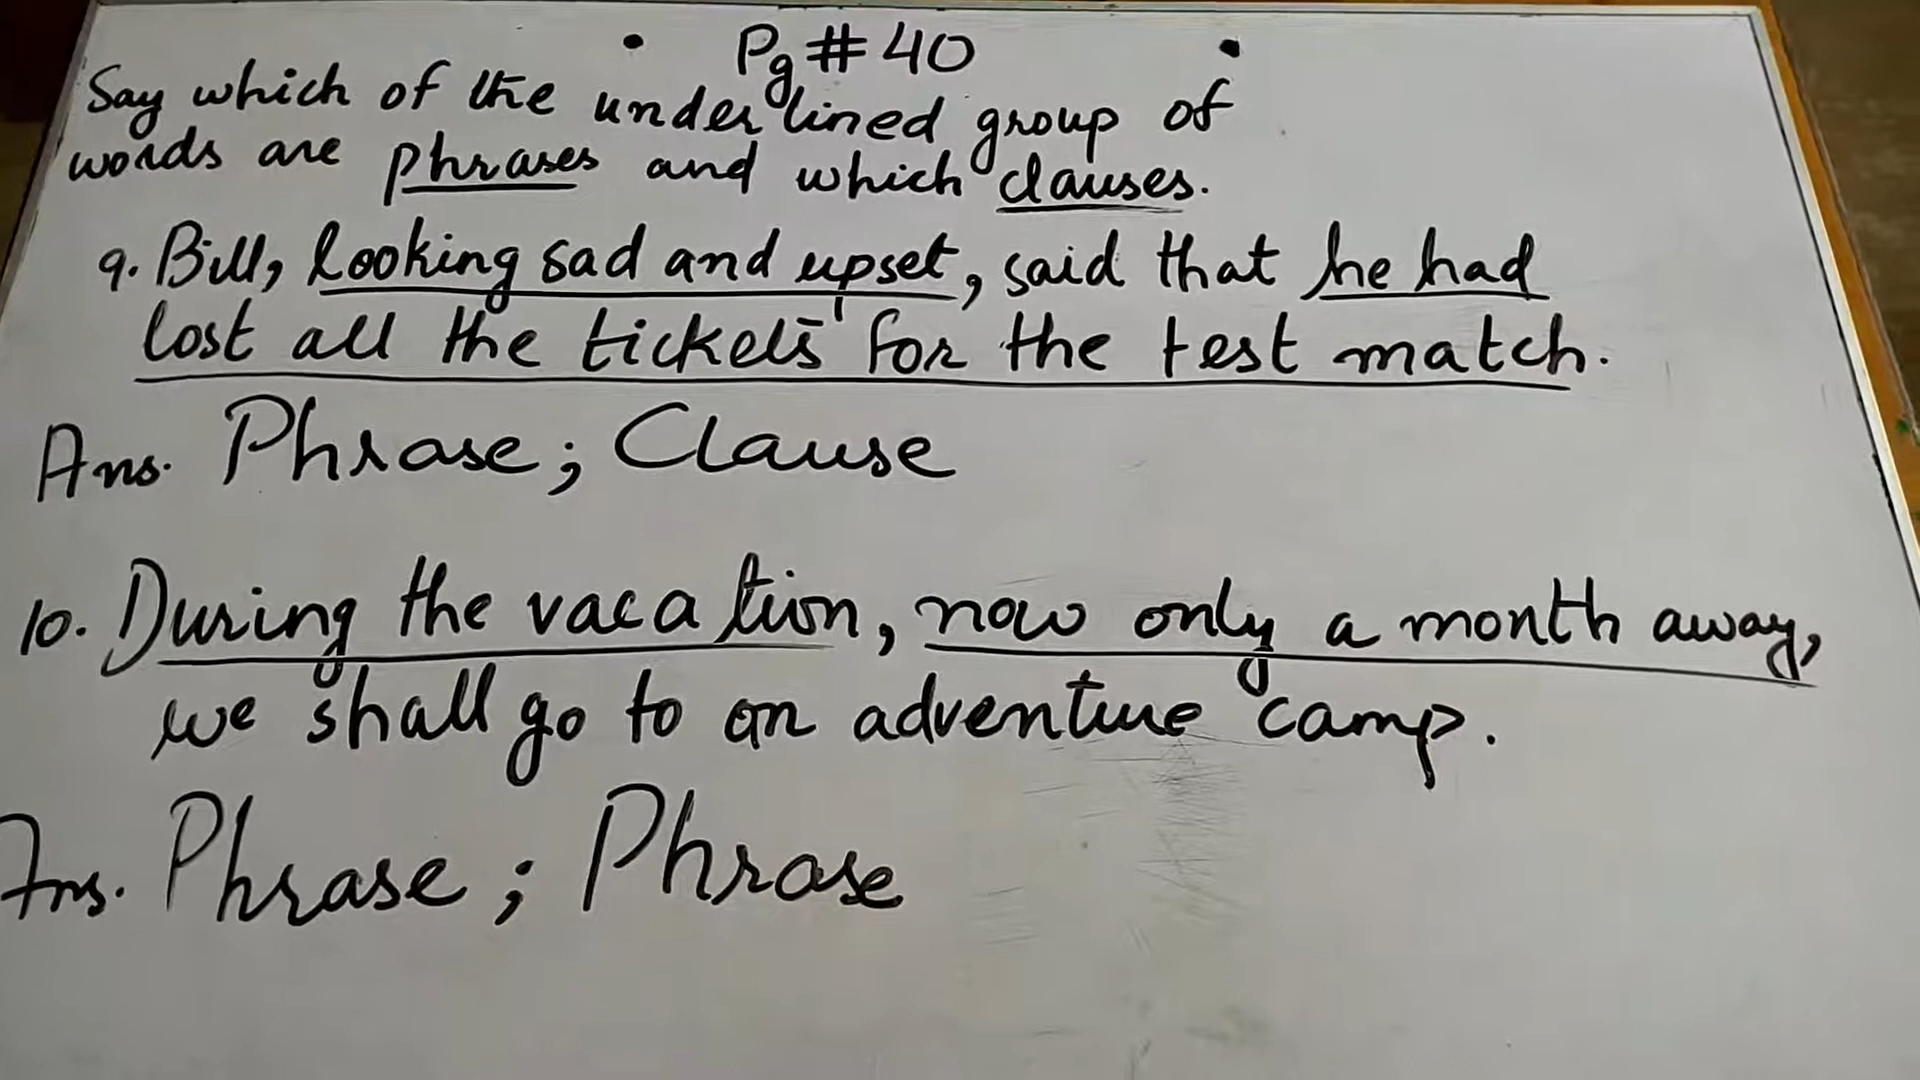 Pg # 40
Say which of the underlined group of
words are phrases and which clauses.
9. Bill, looking sad and upset, said that he had
lost all the tickets for the test match.
Ans. Phrase; Clause
10. During the vacation, now only a month away,
we shall go to an adventure camp.
Ans. Phrase; Phrase